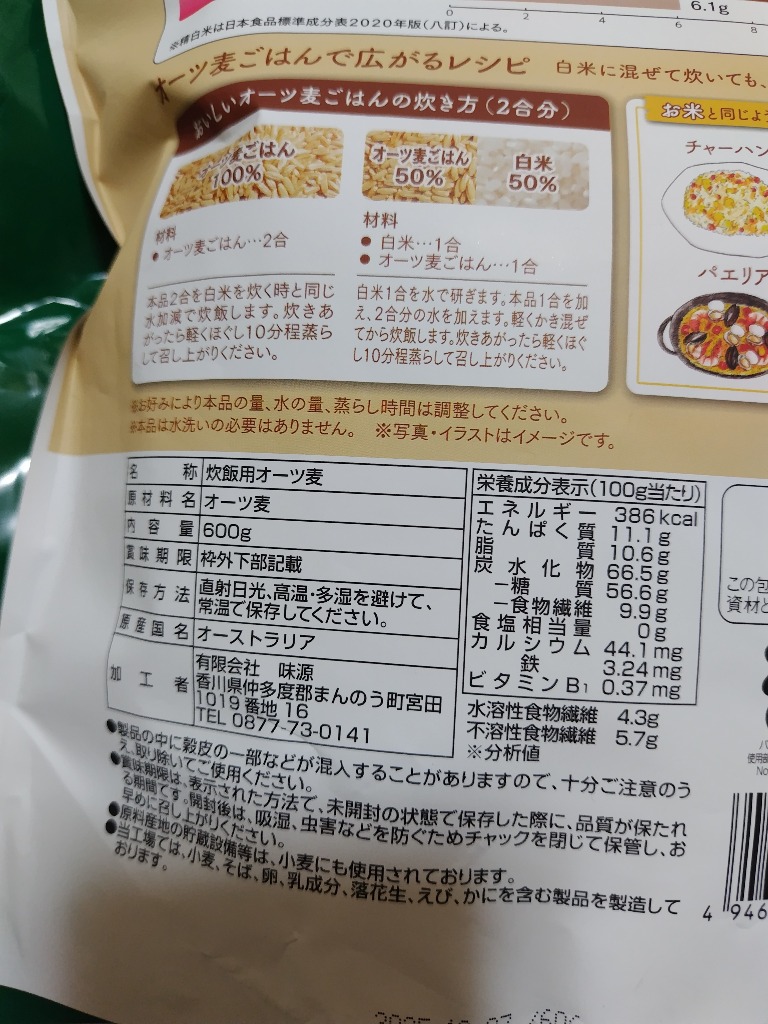 6.1g
0 2 4 6 8
※精白米は日本食品標準成分表2020年版(八訂)による。
オーツ麦ごはんで広がるレシピ 白米に混ぜて炊いても、
おいしいオーツ麦ごはんの炊き方(2合分)
オーツ麦ごはん
100%
材料
● オーツ麦ごはん…2合
本品2合を白米を炊く時と同じ
水加減で炊飯します。炊きあ
がったら軽くほぐし10分程蒸ら
して召し上がりください。
オーツ麦ごはん
50%
白米
50%
材料
● 白米…1合
● オーツ麦ごはん…1合
白米1合を水で研ぎます。本品1合を加
え、2合分の水を加えます。軽くかき混ぜ
てから炊飯します。炊きあがったら軽くほぐ
し10分程蒸らして召し上がりください。
お米と同じよ
チャーハン
パエリア
※お好みにより本品の量、水の量、蒸らし時間は調整してください。
※本品は水洗いの必要はありません。 ※写真・イラストはイメージです。
名称 炊飯用オーツ麦
原材料名 オーツ麦
内容量 600g
賞味期限 枠外下部記載
保存方法 直射日光、高温・多湿を避けて、
常温で保存してください。
原産国名 オーストラリア
加工者 有限会社 味源
香川県仲多度郡まんのう町宮田
1019番地16
TEL 0877-73-0141
栄養成分表示(100g当たり)
エネルギー 386kcal
たんぱく質 11.1g
脂質 10.6g
炭水化物 66.5g
－糖質 56.6g
－食物繊維 9.9g
食塩相当量 0g
カルシウム 44.1mg
鉄 3.24mg
ビタミンB1 0.37mg
水溶性食物繊維 4.3g
不溶性食物繊維 5.7g
※分析値
この包
資材と
●製品の中に穀皮の一部などが混入することがありますので、十分ご注意のう
え、取り除いてご使用ください。
●賞味期限は、表示された方法で、未開封の状態で保存した際に、品質が保たれ
る期間です。開封後は、吸湿、虫害などを防ぐためチャックを閉じて保管し、お
早めに召し上がりください。
●原料産地の貯蔵設備等は、小麦にも使用されております。
●当工場では、小麦、そば、卵、乳成分、落花生、えび、かにを含む製品を製造して
おります。
4 946